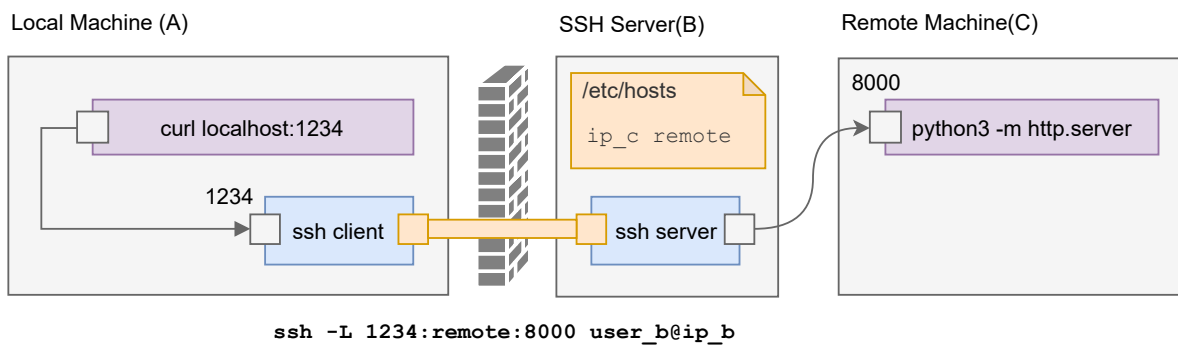 Local Machine (A)
SSH Server(B)
Remote Machine(C)
/etc/hosts
8000
ip_c remote
curl localhost:1234
python3 -m http.server
1234
ssh client
ssh server
ssh -L 1234:remote:8000 user_b@ip_b